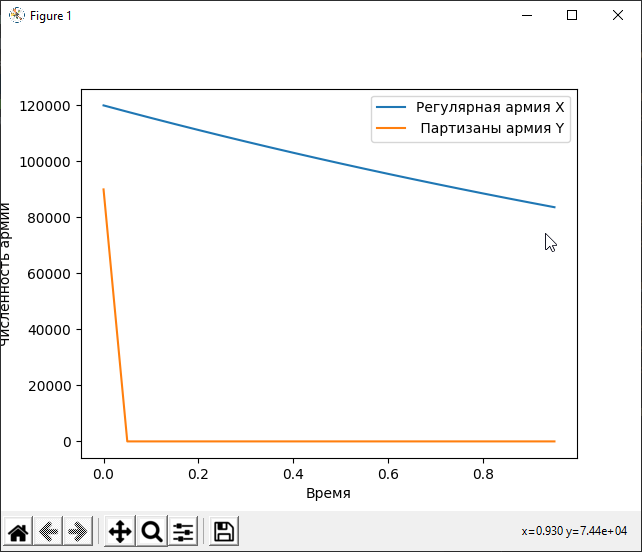 Figure 1
Регулярная армия X
Партизаны армия Y
120000
100000
80000
60000
40000
20000
0
численность армии
0.0 0.2 0.4 0.6 0.8
Время
x=0.930 y=7.44e+04